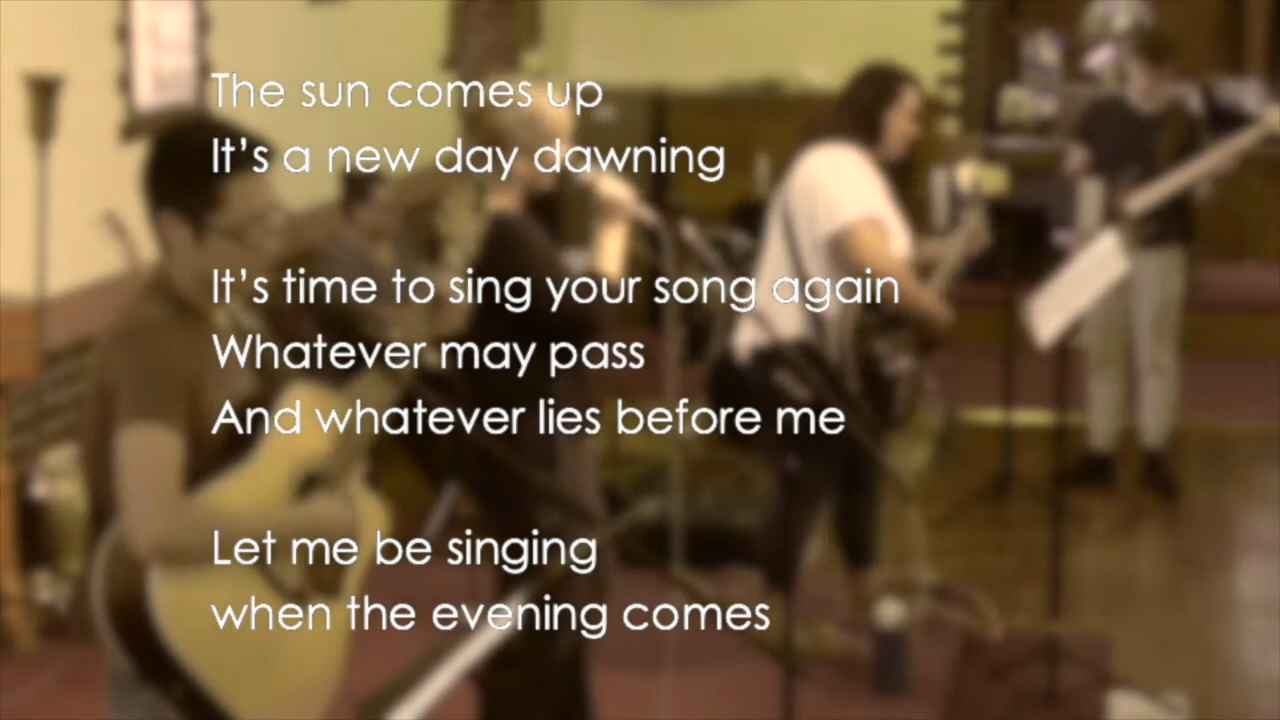 The sun comes up
It's a new day dawning
It's time to sing your song again
Whatever may pass
And whatever lies before me
Let me be singing
when the evening comes